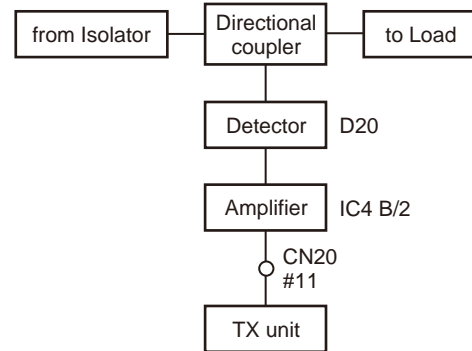 from Isolator
Directional
coupler
to Load
Detector
D20
Amplifier
IC4 B/2
CN20
#11
TX unit